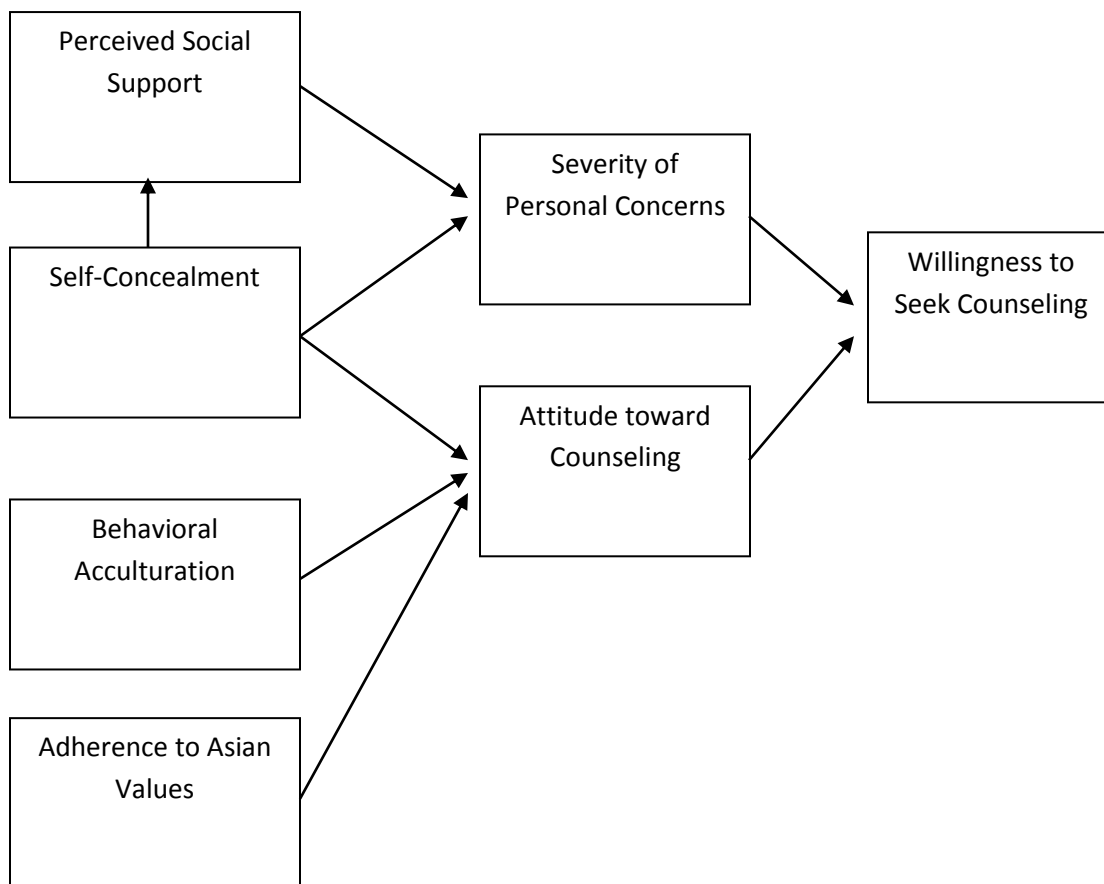 Perceived Social
Support
Self-Concealment
Behavioral
Acculturation
Adherence to Asian
Values
Severity of
Personal Concerns
Attitude toward
Counseling
Willingness to
Seek Counseling